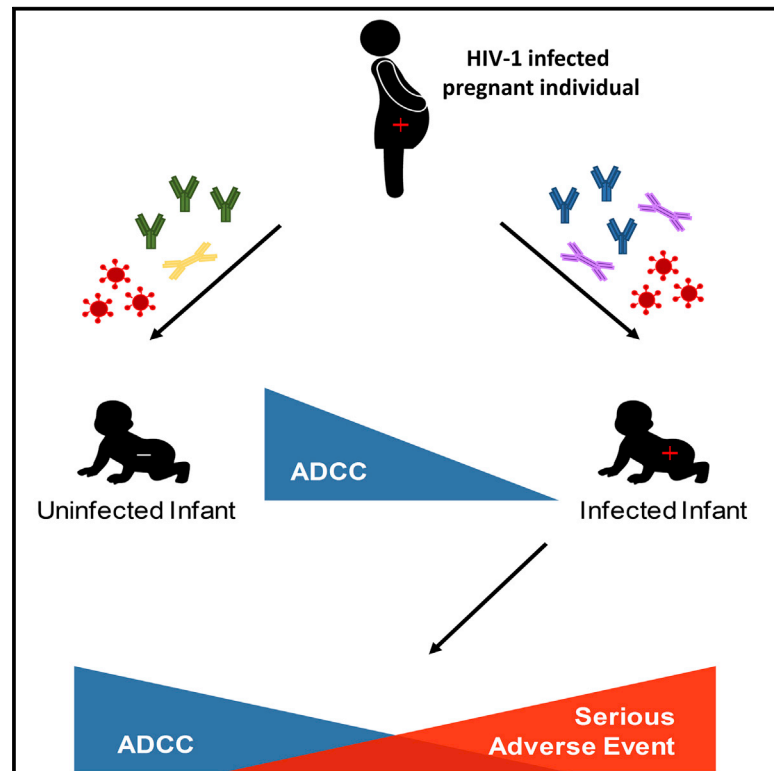 HIV-1 infected
pregnant individual
+
ADCC
−
+
Uninfected Infant
Infected Infant
ADCC
Serious
Adverse Event